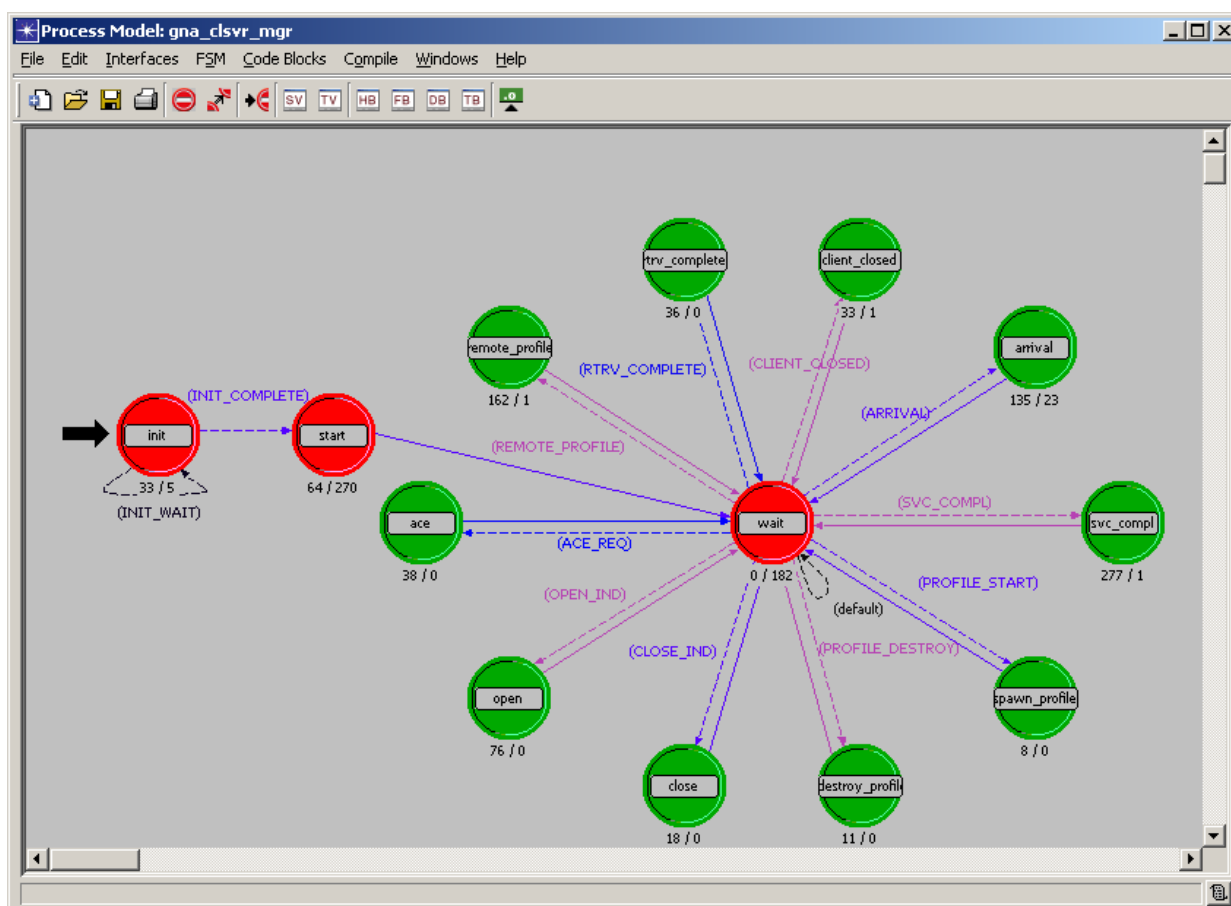 Process Model: gna_clsvr_mgr
File Edit Interfaces FSM Code Blocks Compile Windows Help
SV TV HB FB DB TB .0
rtrv_complete
36 / 0
client_closed
33 / 1
remote_profile
162 / 1
arrival
135 / 23
(RTRV_COMPLETE)
(CLIENT_CLOSED)
(INIT_COMPLETE)
(ARRIVAL)
init
33 / 5
(INIT_WAIT)
start
64 / 270
(REMOTE_PROFILE)
ace
38 / 0
(ACE_REQ)
wait
0 / 182
(SVC_COMPL)
svc_compl
277 / 1
(OPEN_IND)
(PROFILE_START)
(default)
(CLOSE_IND)
(PROFILE_DESTROY)
open
76 / 0
spawn_profile
8 / 0
close
18 / 0
destroy_profil
11 / 0